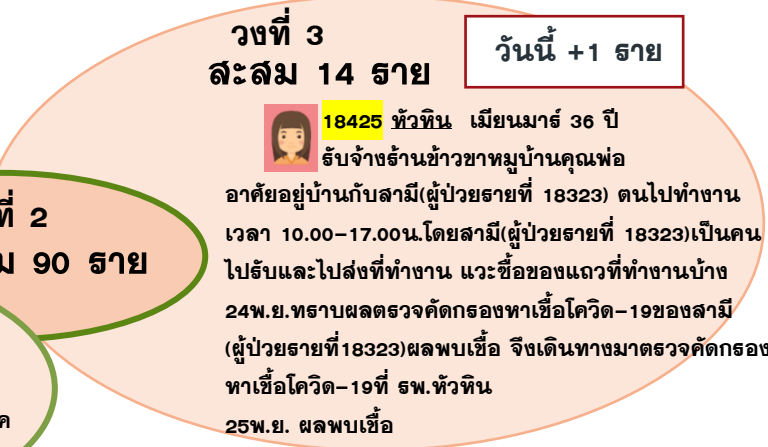 วงที่ 3
สะสม 14 ราย
วันนี้ +1 ราย
18425 หัวหิน เมียนมาร์ 36 ปี
รับจ้างร้านข้าวขาหมูบ้านคุณพ่อ
อาศัยอยู่บ้านกับสามี(ผู้ป่วยรายที่ 18323) ตนไปทำงาน
เวลา 10.00–17.00น.โดยสามี(ผู้ป่วยรายที่ 18323)เป็นคน
ไปรับและไปส่งที่ทำงาน แวะซื้อของแถวที่ทำงานบ้าง
24พ.ย.ทราบผลตรวจคัดกรองหาเชื้อโควิด–19ของสามี
(ผู้ป่วยรายที่18323)ผลพบเชื้อ จึงเดินทางมาตรวจคัดกรอง
หาเชื้อโควิด–19ที่ รพ.หัวหิน
25พ.ย. ผลพบเชื้อ
ที่ 2
ม 90 ราย
ค